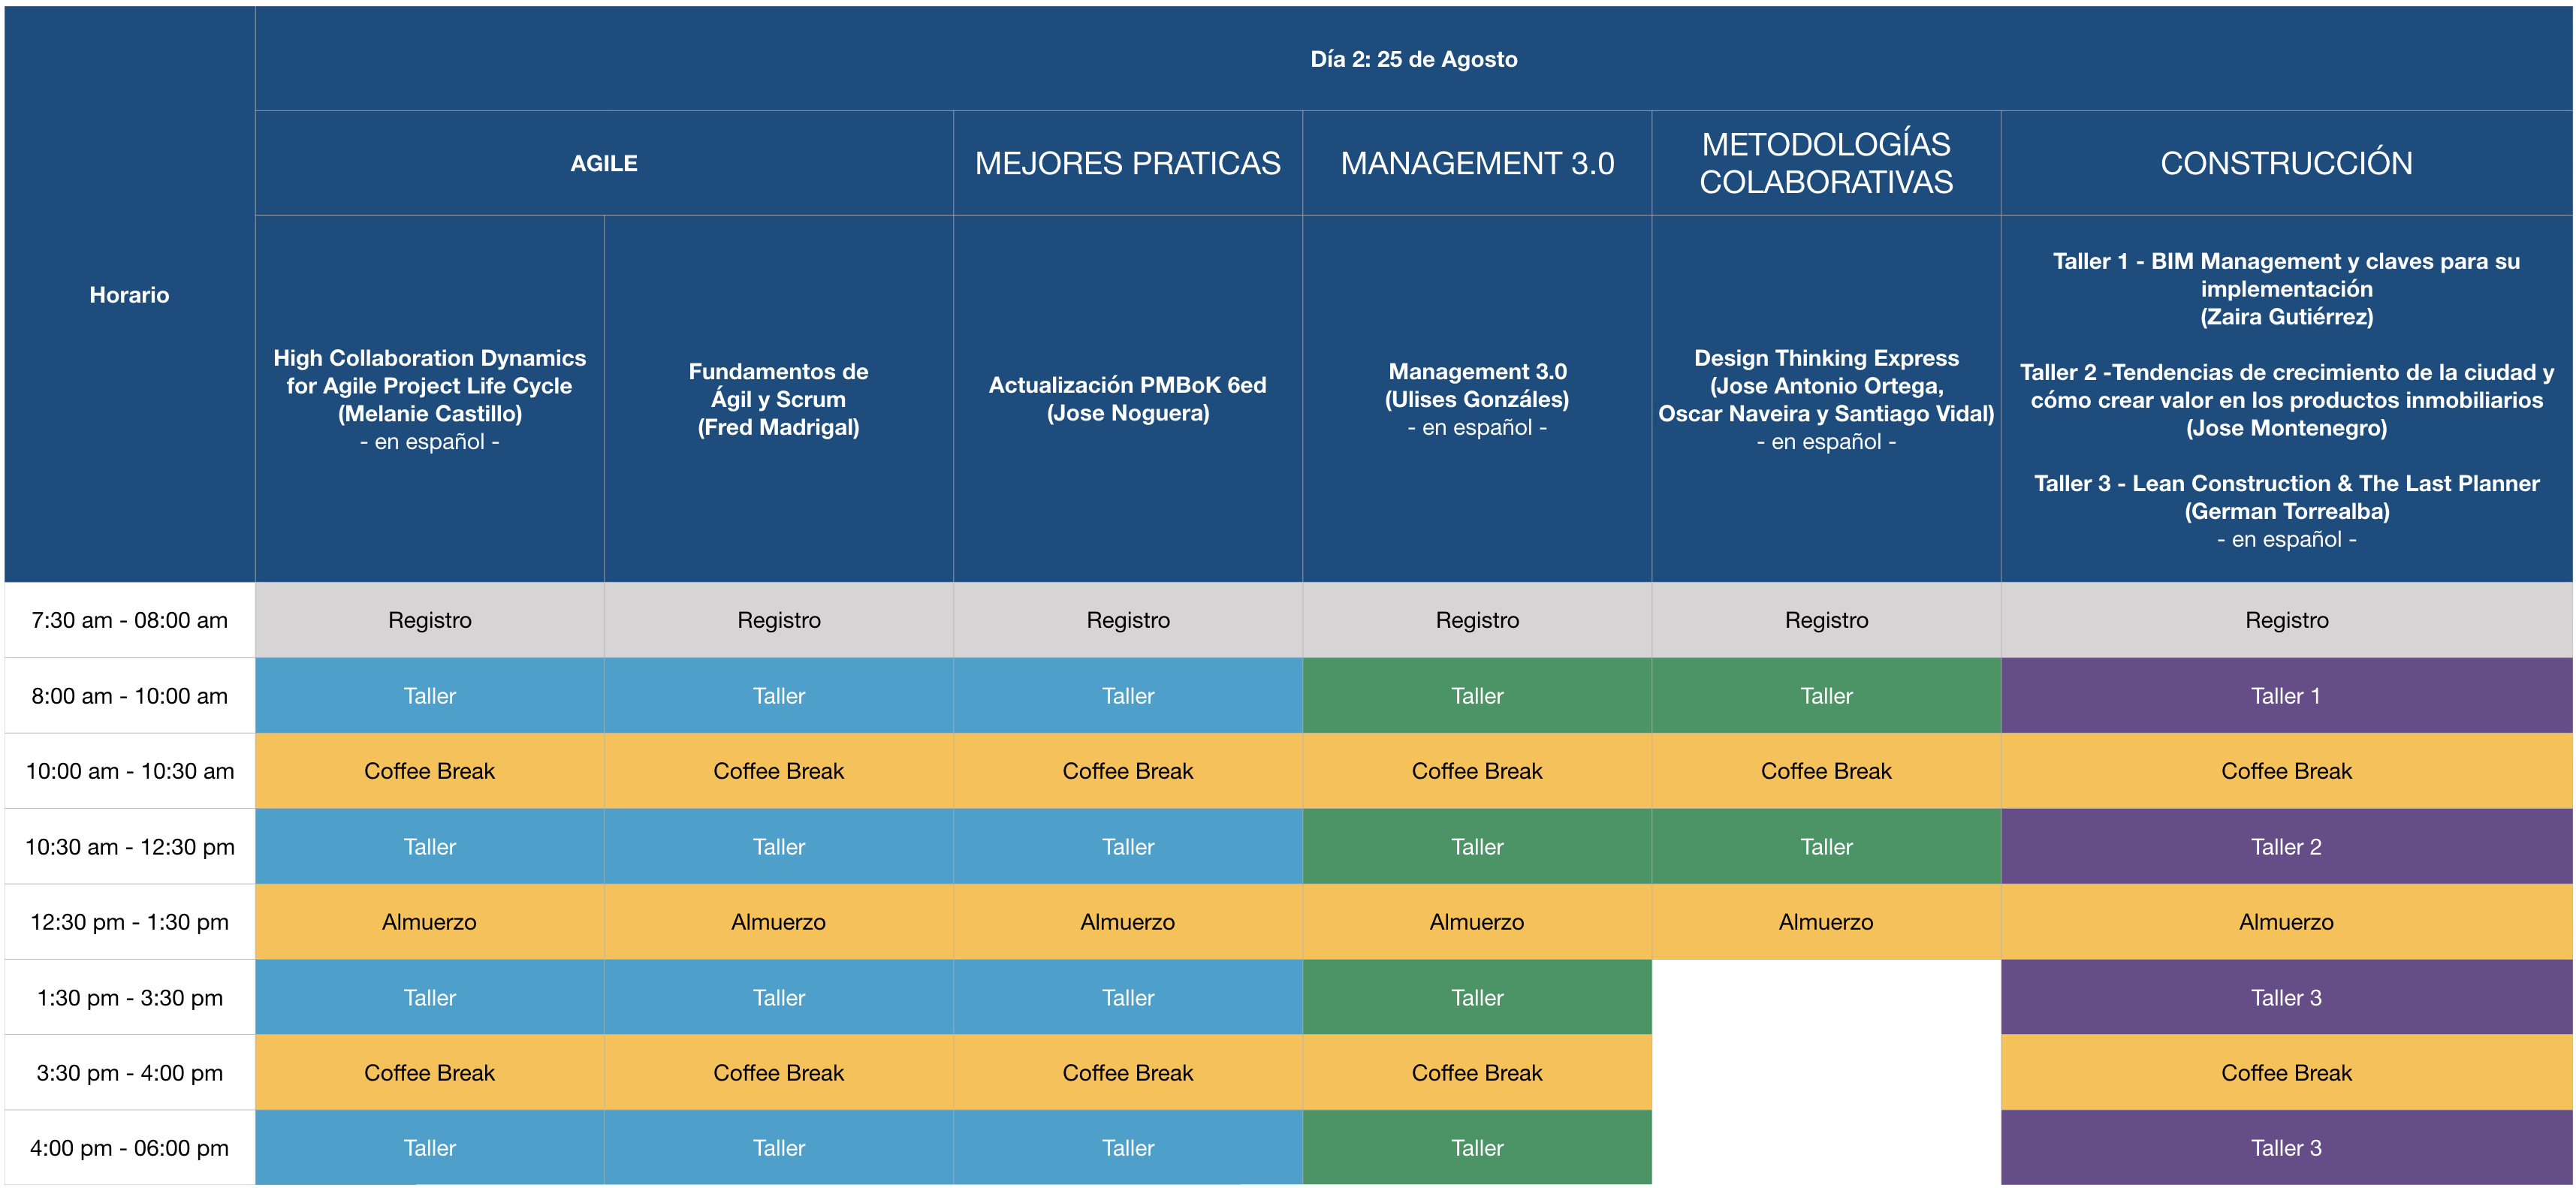 Día 2: 25 de Agosto
Horario
AGILE
MEJORES PRATICAS
MANAGEMENT 3.0
METODOLOGÍAS
COLABORATIVAS
CONSTRUCCIÓN
High Collaboration Dynamics
for Agile Project Life Cycle
(Melanie Castillo)
- en español -
Fundamentos de
Ágil y Scrum
(Fred Madrigal)
Actualización PMBoK 6ed
(Jose Noguera)
Management 3.0
(Ulises Gonzáles)
- en español -
Design Thinking Express
(Jose Antonio Ortega,
Oscar Naveira y Santiago Vidal)
- en español -
Taller 1 - BIM Management y claves para su
implementación
(Zaira Gutiérrez)
Taller 2 -Tendencias de crecimiento de la ciudad y
cómo crear valor en los productos inmobiliarios
(Jose Montenegro)
Taller 3 - Lean Construction & The Last Planner
(German Torrealba)
- en español -
7:30 am - 08:00 am Registro Registro Registro Registro Registro Registro
8:00 am - 10:00 am Taller Taller Taller Taller Taller Taller 1
10:00 am - 10:30 am Coffee Break Coffee Break Coffee Break Coffee Break Coffee Break Coffee Break
10:30 am - 12:30 pm Taller Taller Taller Taller Taller Taller 2
12:30 pm - 1:30 pm Almuerzo Almuerzo Almuerzo Almuerzo Almuerzo Almuerzo
1:30 pm - 3:30 pm Taller Taller Taller Taller Taller 3
3:30 pm - 4:00 pm Coffee Break Coffee Break Coffee Break Coffee Break Coffee Break
4:00 pm - 06:00 pm Taller Taller Taller Taller Taller 3